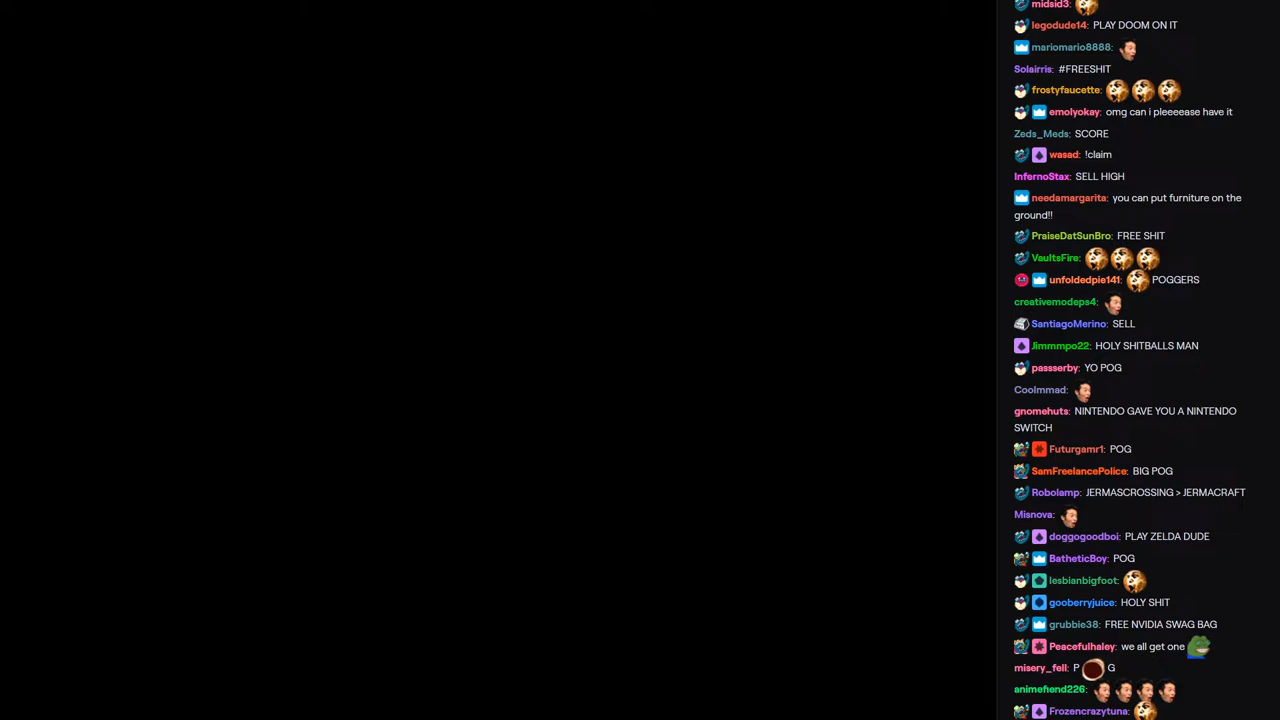 midsid3:
legodude14: PLAY DOOM ON IT
mariomario8888:
Solairris: #FREESHIT
frostyfaucette:
emolyokay: omg can i pleeeease have it
Zeds_Meds: SCORE
wasad: !claim
InfernoStax: SELL HIGH
needamargarita: you can put furniture on the
ground!!
PraiseDatSunBro: FREE SHIT
VaultsFire:
unfoldedpie141: POGGERS
creativemodeps4:
SantiagoMerino: SELL
Jimmmpo22: HOLY SHITBALLS MAN
passserby: YO POG
Coolmmad:
gnomehuts: NINTENDO GAVE YOU A NINTENDO
SWITCH
Futurgamr1: POG
SamFreelancePolice: BIG POG
Robolamp: JERMASCROSSING > JERMACRAFT
Misnova:
doggogoodboi: PLAY ZELDA DUDE
BatheticBoy: POG
lesbianbigfoot:
gooberryjuice: HOLY SHIT
grubbie38: FREE NVIDIA SWAG BAG
Peacefulhaley: we all get one
misery_fell: P G
animefiend226:
Frozencrazytuna: